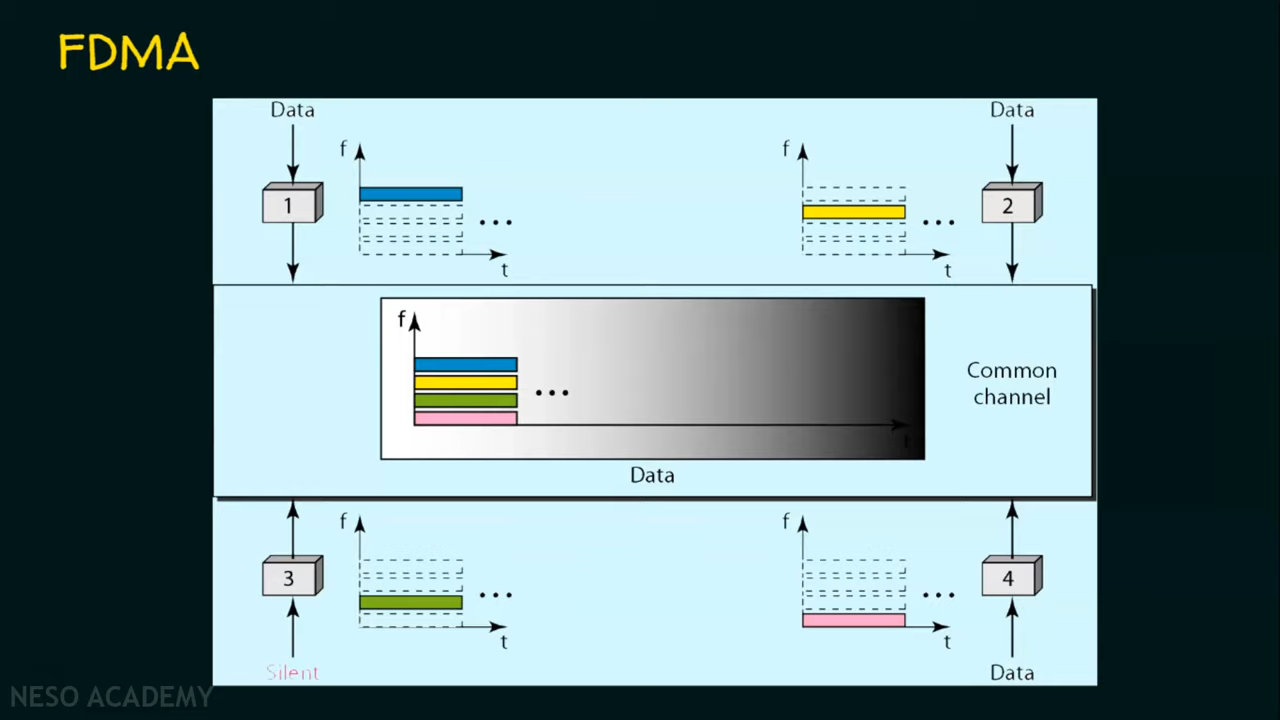 FDMA
Data
Data
f
f
1
2
...
...
t
t
f
...
Common
channel
t
Data
f
f
3
4
...
...
t
t
Silent
Data
NESO ACADEMY